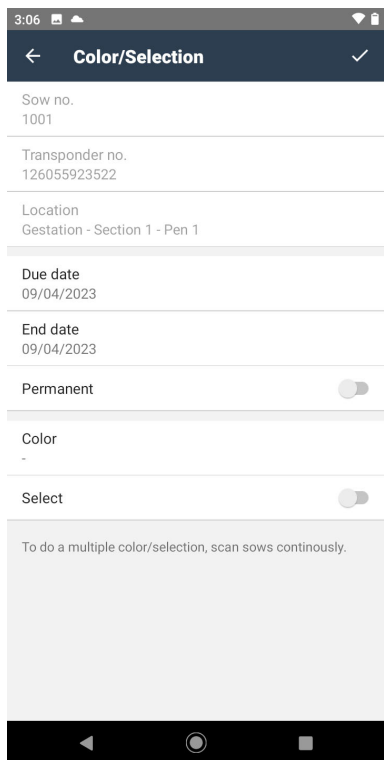 3:06
Color/Selection
Sow no.
1001
Transponder no.
126055923522
Location
Gestation - Section 1 - Pen 1
Due date
09/04/2023
End date
09/04/2023
Permanent
Color
-
Select
To do a multiple color/selection, scan sows continously.